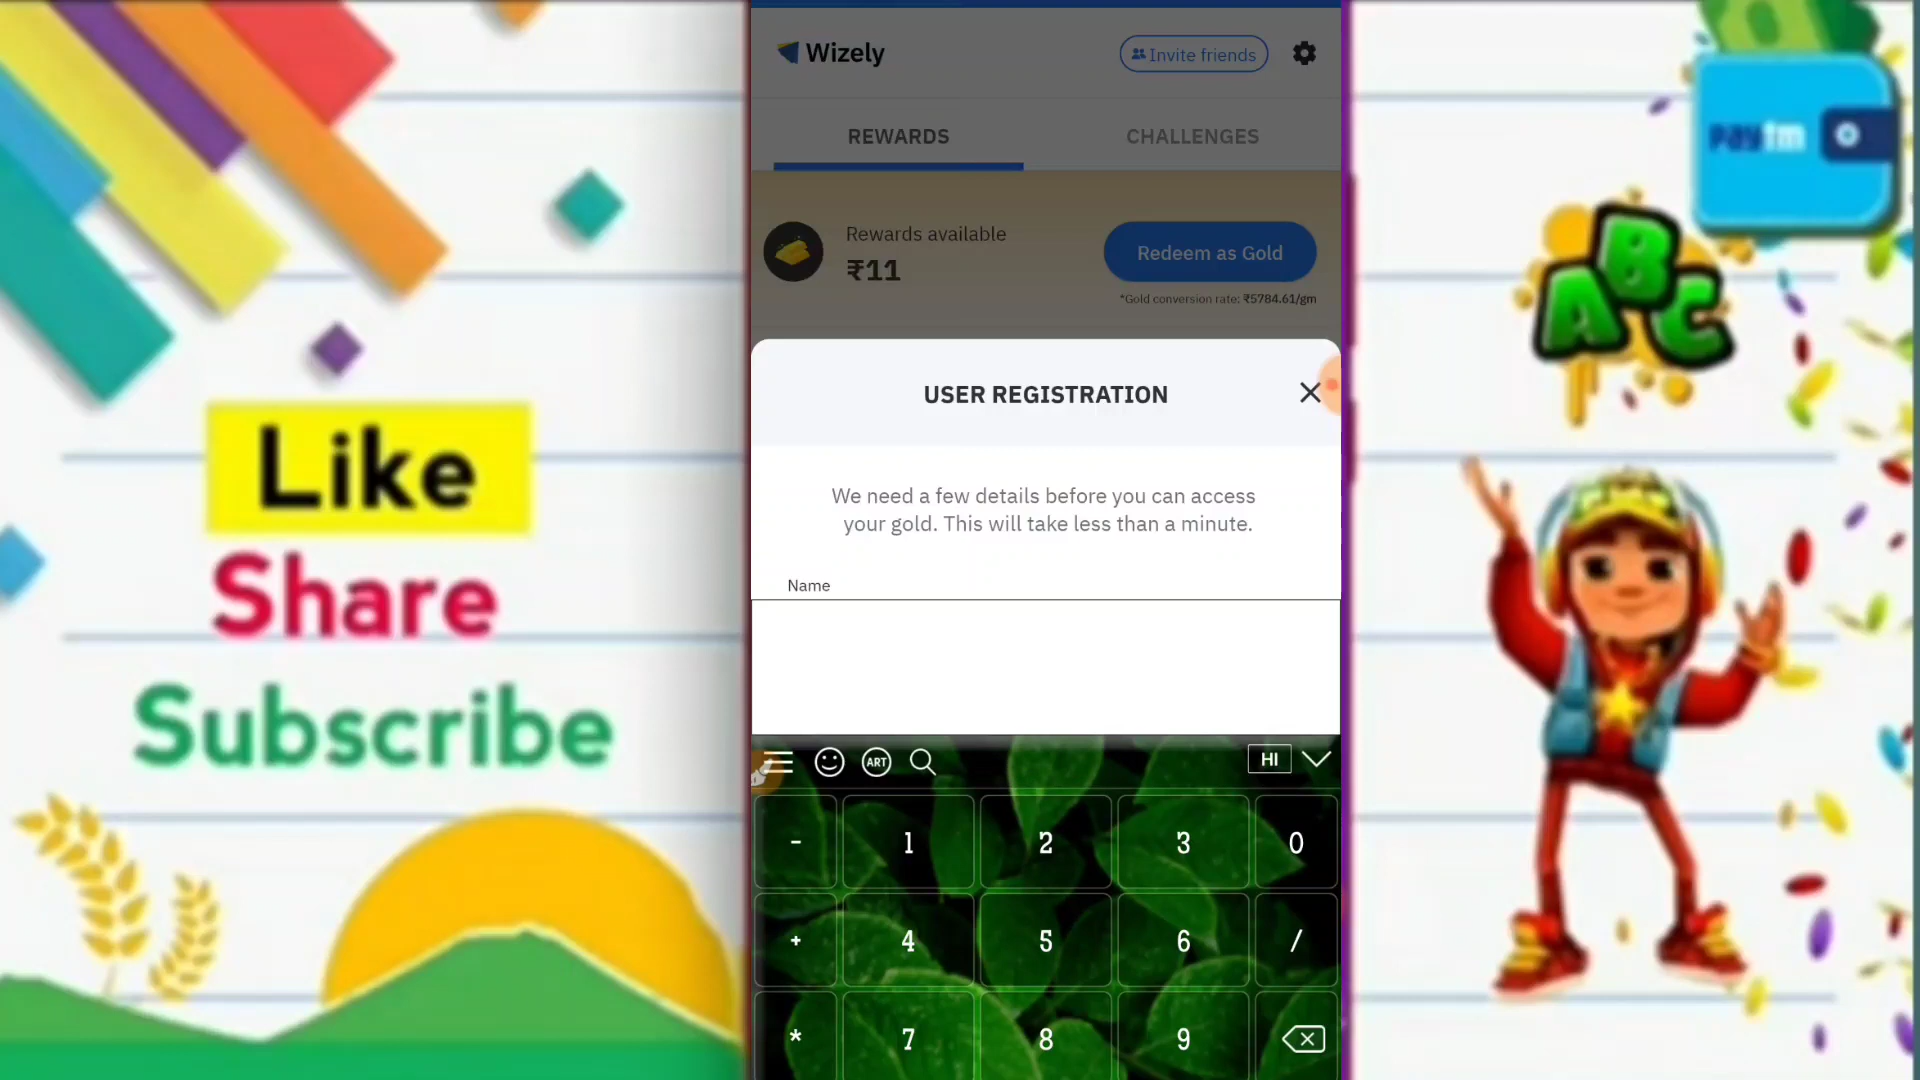 Like
Share
Subscribe
Wizely
Invite friends
REWARDS
CHALLENGES
Rewards available
₹11
Redeem as Gold
*Gold conversion rate: ₹5784.61/gm
USER REGISTRATION
We need a few details before you can access
your gold. This will take less than a minute.
Name
ART
HI
- 1 2 3 0
+ 4 5 6 /
* 7 8 9
paytm
ABC